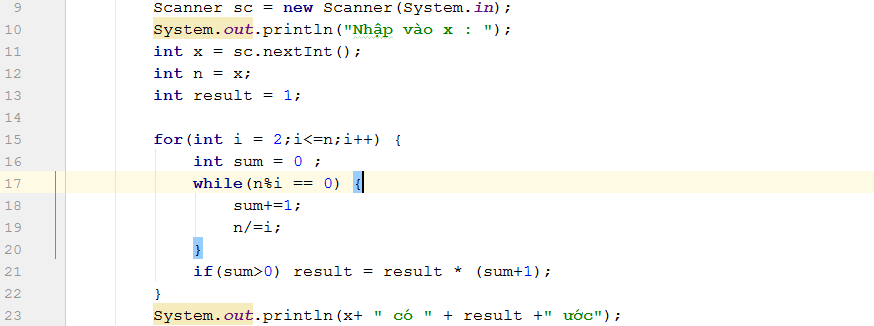 9 Scanner sc = new Scanner(System.in);
10 System.out.println("Nhập vào x : ");
11 int x = sc.nextInt();
12 int n = x;
13 int result = 1;
14
15 for(int i = 2;i<=n;i++) {
16 int sum = 0 ;
17 while(n%i == 0) {
18 sum+=1;
19 n/=i;
20 }
21 if(sum>0) result = result * (sum+1);
22 }
23 System.out.println(x+ " có " + result +" ước");